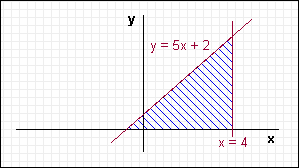 y
y = 5x + 2
x
x = 4